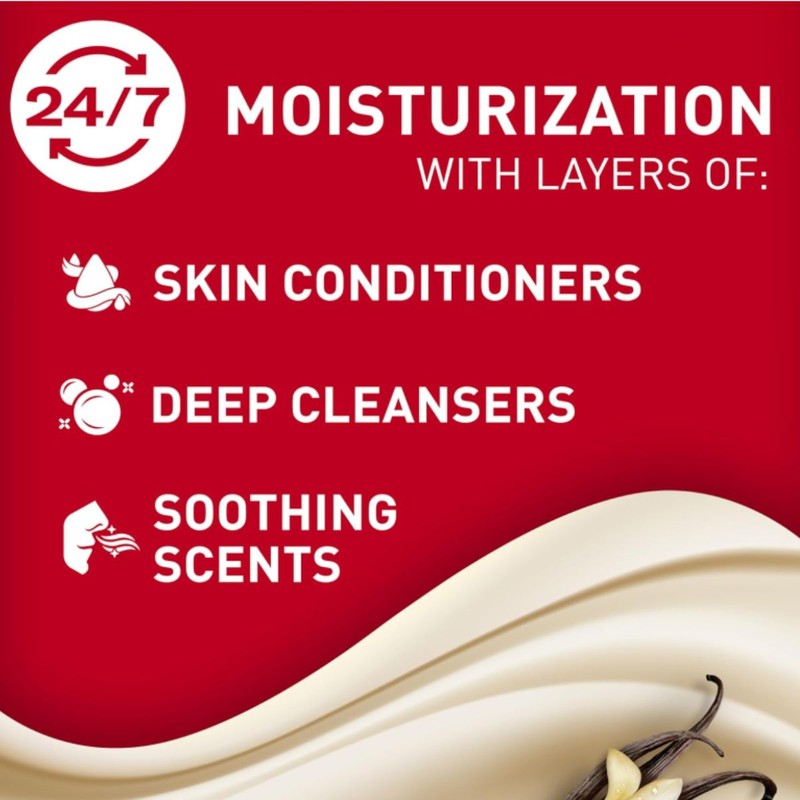 24/7
MOISTURIZATION
WITH LAYERS OF:
SKIN CONDITIONERS
DEEP CLEANSERS
SOOTHING
SCENTS